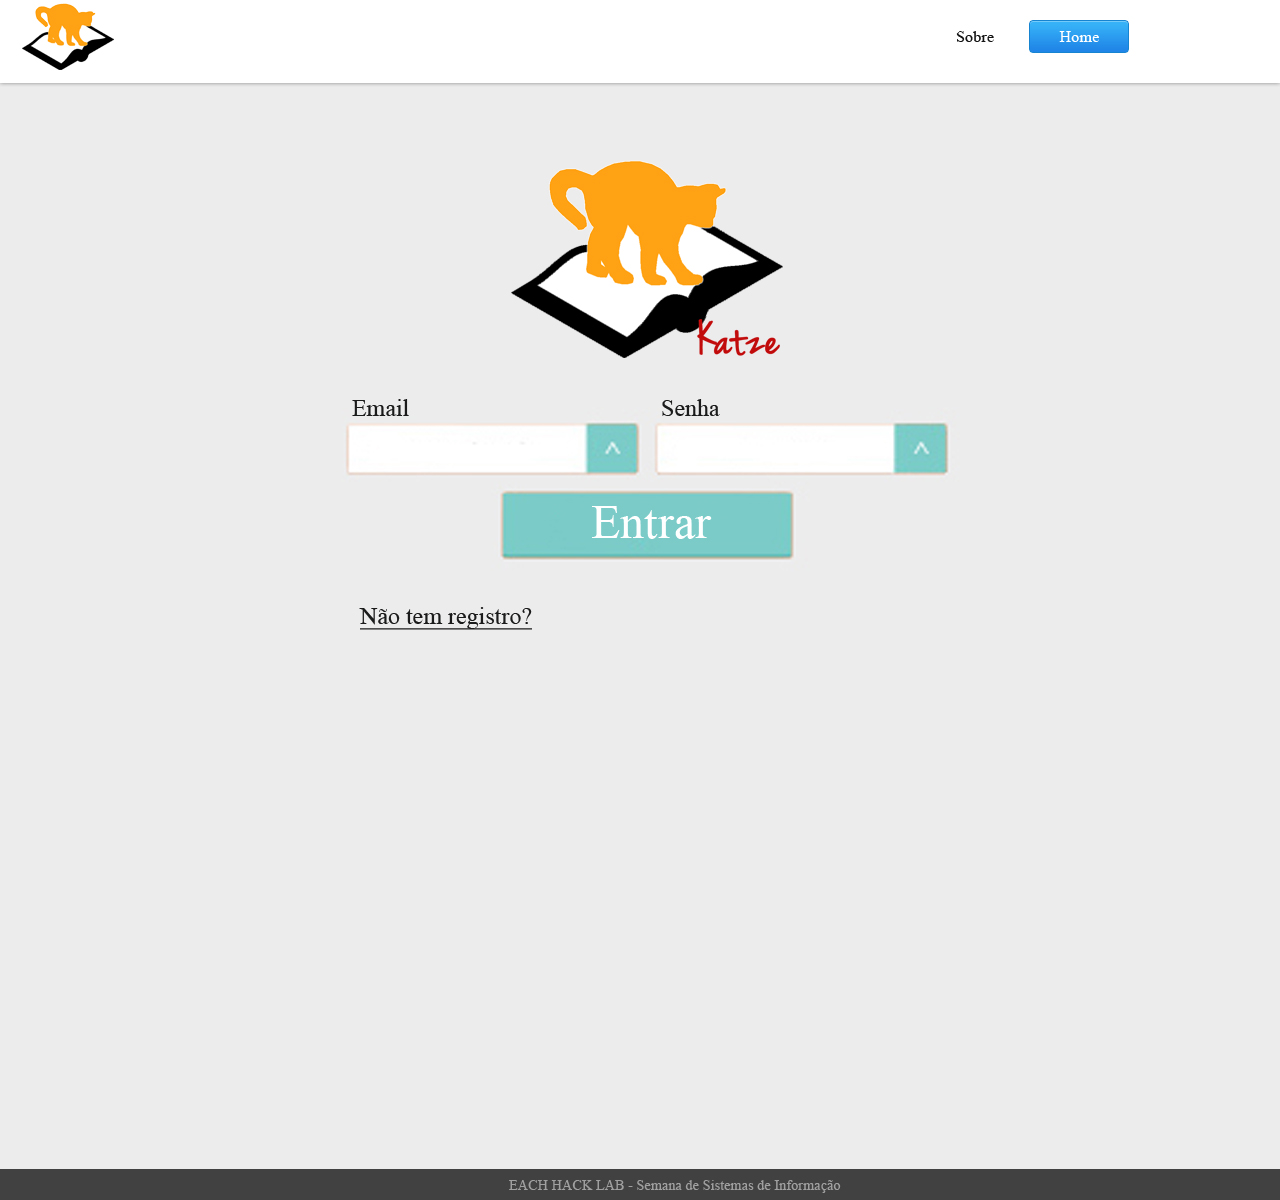 Sobre
Home
Katze
Email
Senha
Entrar
Não tem registro?
EACH HACK LAB - Semana de Sistemas de Informação